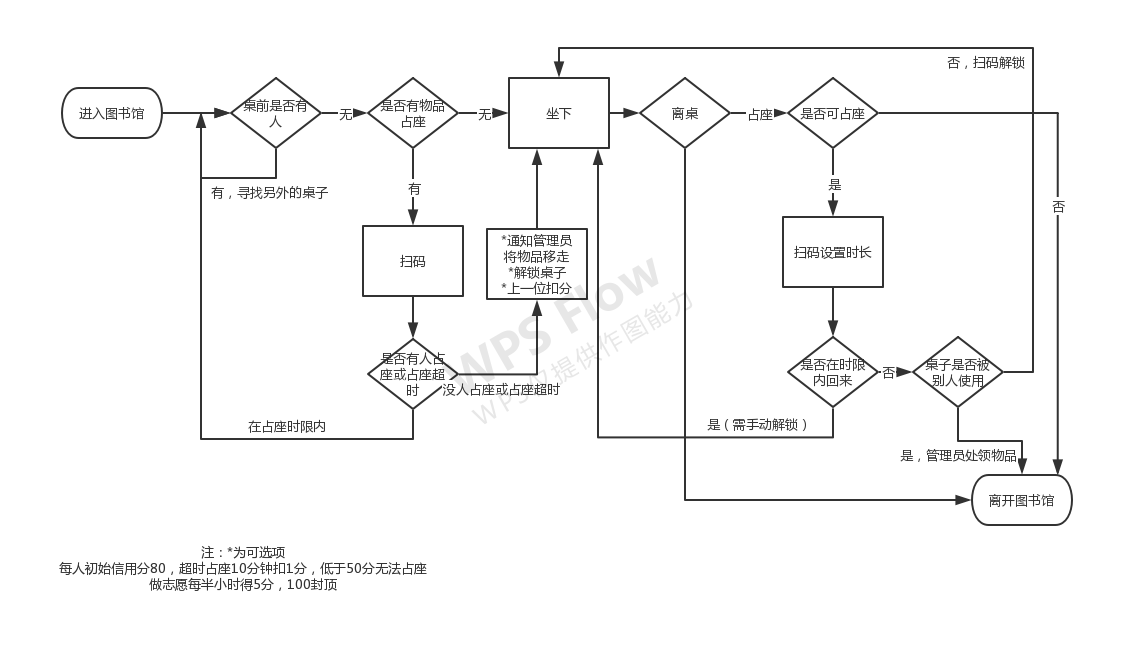 否，扫码解锁
进入图书馆
桌前是否有
人
无
是否有物品
占座
无
坐下
离桌
占座
是否可占座
有，寻找另外的桌子
有
是
否
扫码
*通知管理员
将物品移走
*解锁桌子
*上一位扣分
扫码设置时长
WPS Flow
是否有人占
座或占座超
时
没人占座或占座超时
是否在时限
内回来
否
桌子是否被
别人使用
在占座时限内
是（需手动解锁）
是，管理员处领物品
离开图书馆
注：*为可选项
每人初始信用分80，超时占座10分钟扣1分，低于50分无法占座
做志愿每半小时得5分，100封顶